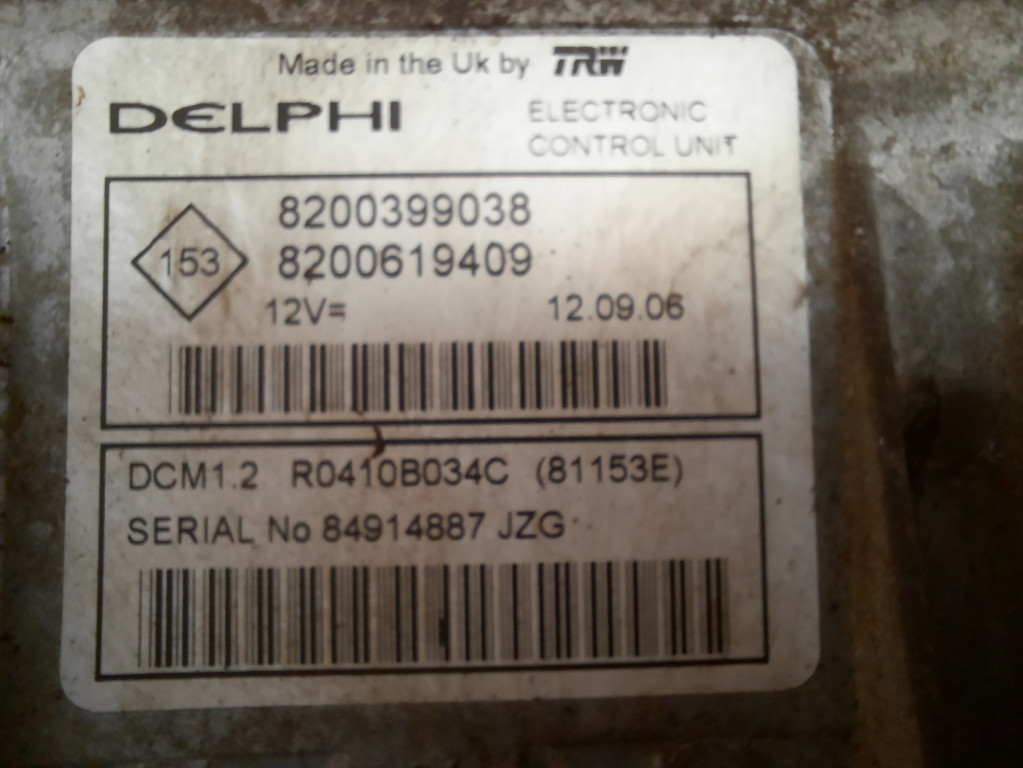 Made in the Uk by TRW
DELPHI
ELECTRONIC
CONTROL UNIT
153
8200399038
8200619409
12V=
12.09.06
DCM1.2 R0410B034C (81153E)
SERIAL No 84914887 JZG